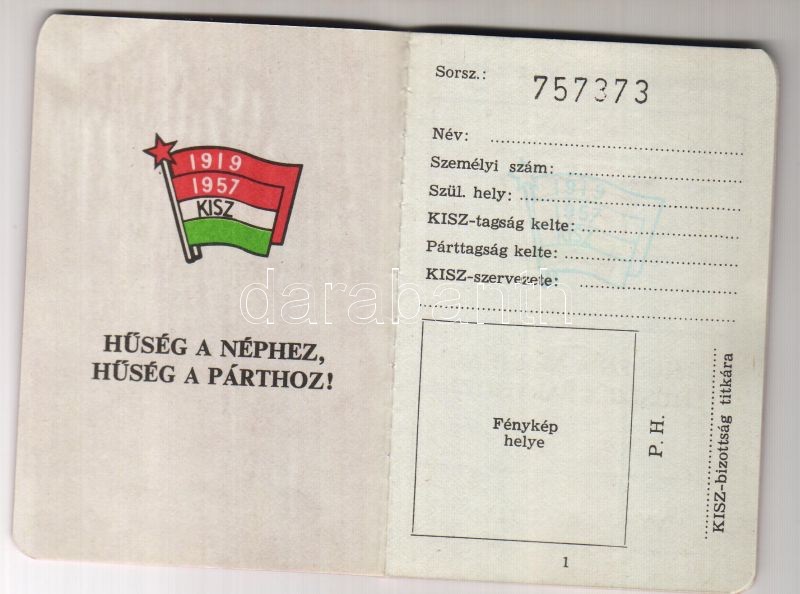 1919
1957
KISZ
HŰSÉG A NÉPHEZ,
HŰSÉG A PÁRTHOZ!
Sorsz.: 757373
Név:
Személyi szám:
Szül. hely:
KISZ-tagság kelte:
Párttagság kelte:
KISZ-szervezete:
Fénykép
helye
P. H.
KISZ-bizottság titkára
1
darabanth